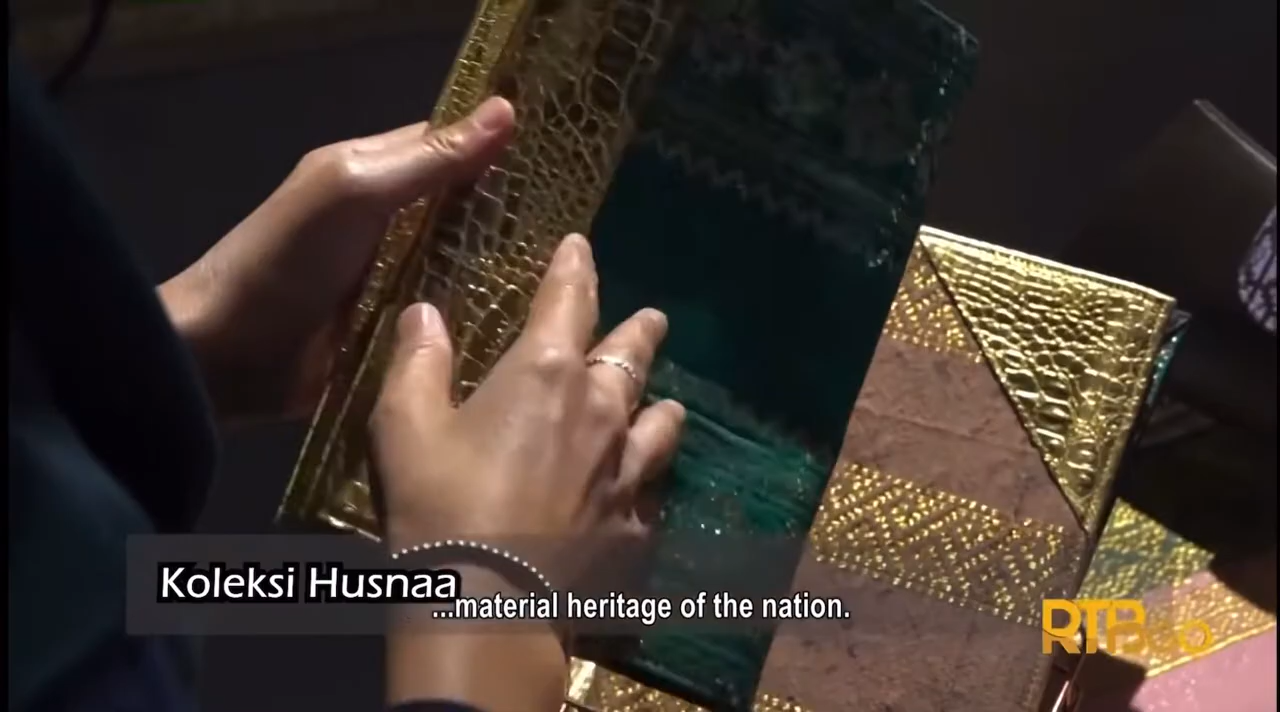 Koleksi Husnaa
...material heritage of the nation.
RTB